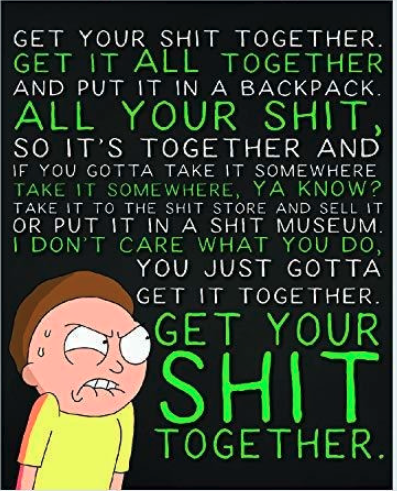 GET YOUR SHIT TOGETHER.
GET IT ALL TOGETHER
AND PUT IT IN A BACKPACK.
ALL YOUR SHIT,
SO IT'S TOGETHER AND
IF YOU GOTTA TAKE IT SOMEWHERE
TAKE IT SOMEWHERE, YA KNOW?
TAKE IT TO THE SHIT STORE AND SELL IT
OR PUT IT IN A SHIT MUSEUM.
I DON'T CARE WHAT YOU DO,
YOU JUST GOTTA
GET IT TOGETHER.
GET YOUR
SHIT
TOGETHER.